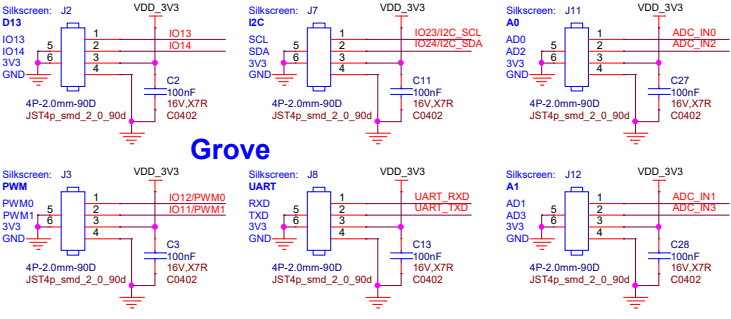 Silkscreen: J2 VDD_3V3
D13
IO13 1 IO13
IO14 5 2 IO14
3V3 6 3
GND 4
C2
100nF
4P-2.0mm-90D 16V,X7R
JST4p_smd_2_0_90d C0402
Silkscreen: J7 VDD_3V3
I2C
SCL 1 IO23/I2C_SCL
SDA 5 2 IO24/I2C_SDA
3V3 6 3
GND 4
C11
100nF
4P-2.0mm-90D 16V,X7R
JST4p_smd_2_0_90d C0402
Silkscreen: J11 VDD_3V3
A0
AD0 1 ADC_IN0
AD2 5 2 ADC_IN2
3V3 6 3
GND 4
C27
100nF
4P-2.0mm-90D 16V,X7R
JST4p_smd_2_0_90d C0402
Grove
Silkscreen: J3 VDD_3V3
PWM
PWM0 1 IO12/PWM0
PWM1 5 2 IO11/PWM1
3V3 6 3
GND 4
C3
100nF
4P-2.0mm-90D 16V,X7R
JST4p_smd_2_0_90d C0402
Silkscreen: J8 VDD_3V3
UART
RXD 1 UART_RXD
TXD 5 2 UART_TXD
3V3 6 3
GND 4
C13
100nF
4P-2.0mm-90D 16V,X7R
JST4p_smd_2_0_90d C0402
Silkscreen: J12 VDD_3V3
A1
AD1 1 ADC_IN1
AD3 5 2 ADC_IN3
3V3 6 3
GND 4
C28
100nF
4P-2.0mm-90D 16V,X7R
JST4p_smd_2_0_90d C0402